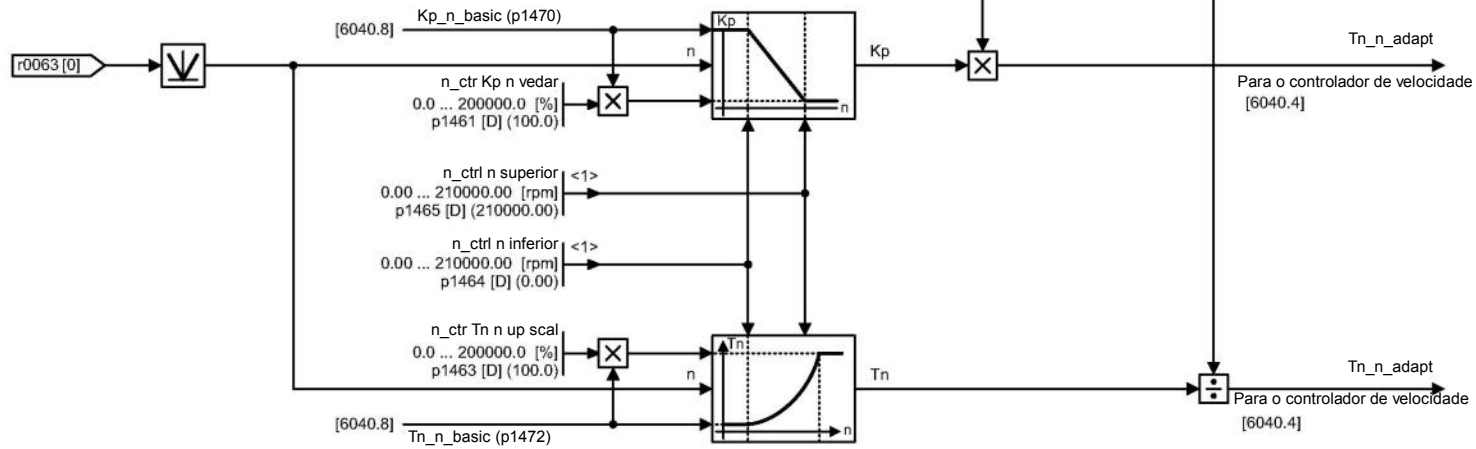 Kp_n_basic (p1470)
[6040.8]
Kp
n
n
Kp
Tn_n_adapt
r0063 [0]
n_ctr Kp n vedar
0.0 ... 200000.0 [%]
p1461 [D] (100.0)
Para o controlador de velocidade
[6040.4]
n_ctrl n superior
<1>
0.00 ... 210000.00 [rpm]
p1465 [D] (210000.00)
n_ctrl n inferior
<1>
0.00 ... 210000.00 [rpm]
p1464 [D] (0.00)
n_ctr Tn n up scal
0.0 ... 200000.0 [%]
p1463 [D] (100.0)
Tn
n
n
Tn
Tn_n_adapt
Para o controlador de velocidade
[6040.4]
[6040.8]
Tn_n_basic (p1472)